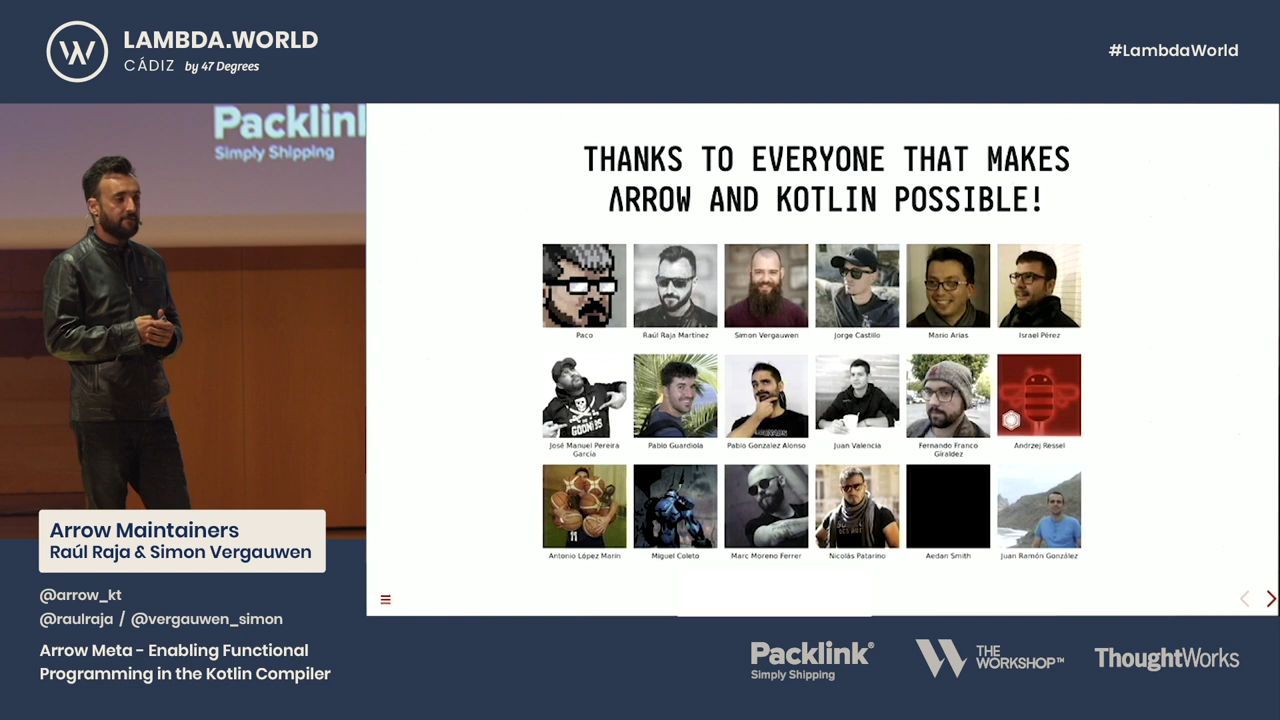 LAMBDA.WORLD
CÁDIZ by 47 Degrees
#LambdaWorld
Packlink
Simply Shipping
THANKS TO EVERYONE THAT MAKES
ARROW AND KOTLIN POSSIBLE!
Paco
Raúl Raja Martínez
Simon Vergauwen
Jorge Castillo
Mario Arias
Israel Pérez
José Manuel Pereira
García
Pablo Guardiola
Pablo Gonzalez Alonso
Juan Valencia
Fernando Franco
Giraldez
Andrzej Ressel
Antonio López Marín
Miguel Coleto
Marc Moreno Ferrer
Nicolás Patarino
Aedan Smith
Juan Ramón González
Arrow Maintainers
Raúl Raja & Simon Vergauwen
@arrow_kt
@raulraja / @vergauwen_simon
Arrow Meta - Enabling Functional
Programming in the Kotlin Compiler
Packlink®
Simply Shipping
THE
WORKSHOP™
ThoughtWorks